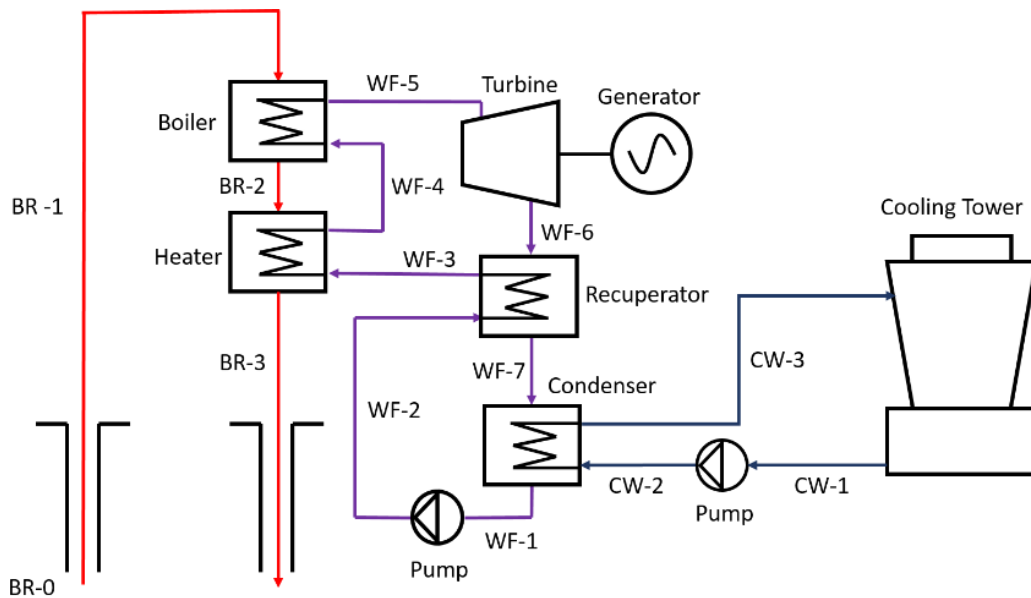 WF-5
Turbine
Generator
Boiler
BR-2
WF-4
BR -1
WF-6
Cooling Tower
Heater
WF-3
Recuperator
BR-3
WF-7
Condenser
CW-3
WF-2
CW-2
CW-1
WF-1
Pump
Pump
BR-0